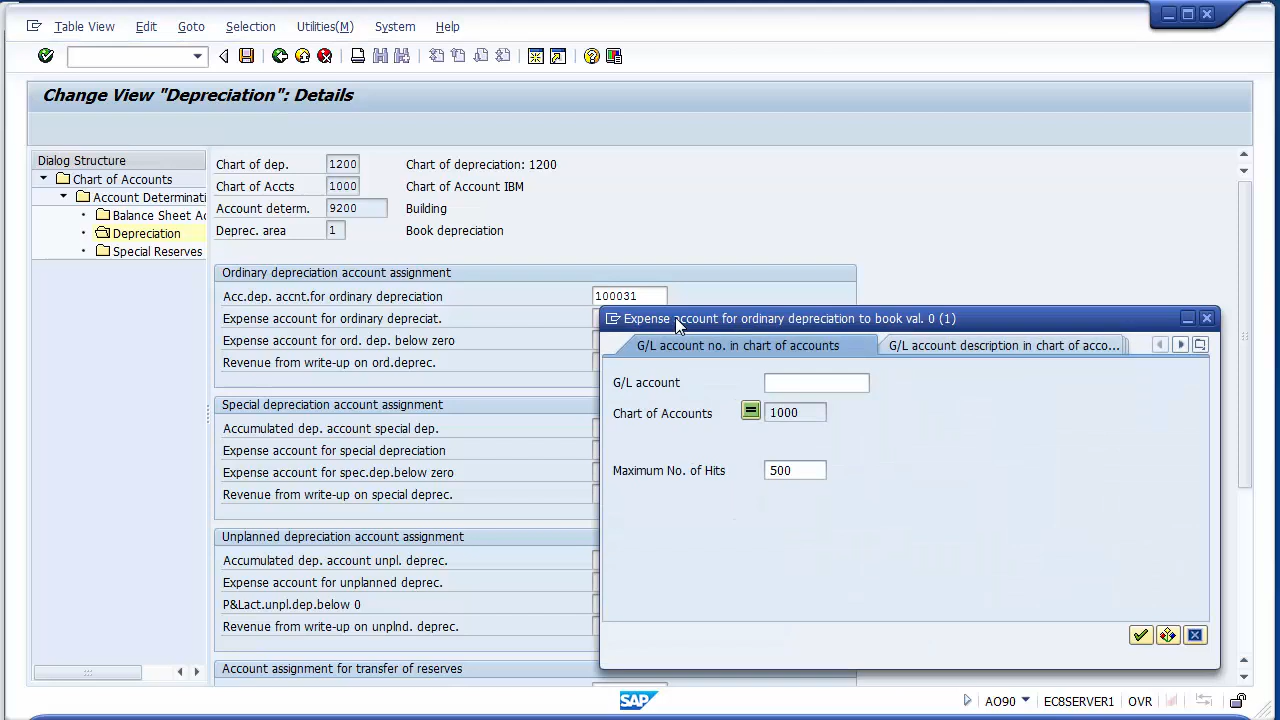 Table View Edit Goto Selection Utilities(M) System Help
Change View "Depreciation": Details
Dialog Structure
Chart of Accounts
Account Determinati
Balance Sheet Ac
Depreciation
Special Reserves
Chart of dep. 1200 Chart of depreciation: 1200
Chart of Accts 1000 Chart of Account IBM
Account determ. 9200 Building
Deprec. area 1 Book depreciation
Ordinary depreciation account assignment
Acc.dep. accnt.for ordinary depreciation 100031
Expense account for ordinary depreciat.
Expense account for ord. dep. below zero
Revenue from write-up on ord.deprec.
Special depreciation account assignment
Accumulated dep. account special dep.
Expense account for special depreciation
Expense account for spec.dep.below zero
Revenue from write-up on special deprec.
Unplanned depreciation account assignment
Accumulated dep. account unpl. deprec.
Expense account for unplanned deprec.
P&Lact.unpl.dep.below 0
Revenue from write-up on unplnd. deprec.
Account assignment for transfer of reserves
Expense account for ordinary depreciation to book val. 0 (1)
G/L account no. in chart of accounts G/L account description in chart of acco...
G/L account
Chart of Accounts 1000
Maximum No. of Hits 500
SAP AO90 EC8SERVER1 OVR